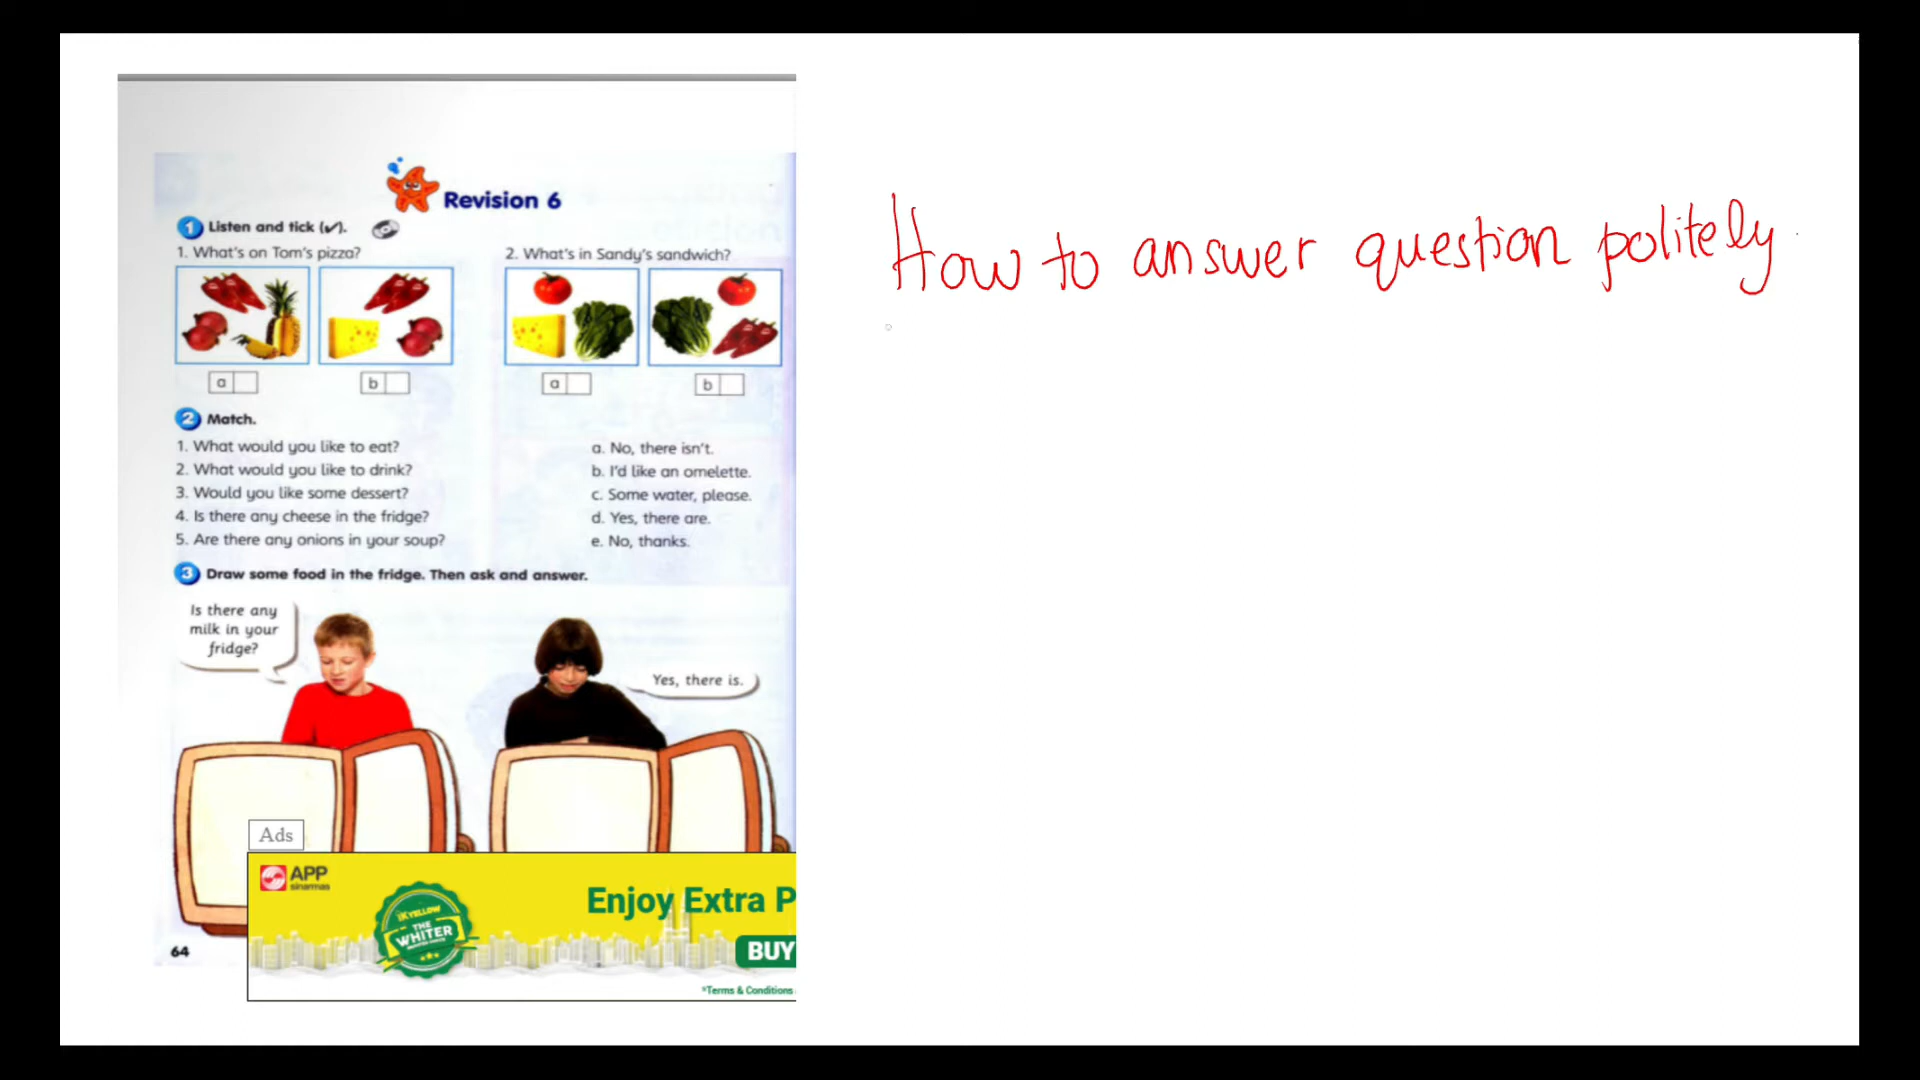 Revision 6
1 Listen and tick (✓).
1. What's on Tom's pizza?
2. What's in Sandy's sandwich?
a
b
a
b
2 Match.
1. What would you like to eat?
2. What would you like to drink?
3. Would you like some dessert?
4. Is there any cheese in the fridge?
5. Are there any onions in your soup?
a. No, there isn't.
b. I'd like an omelette.
c. Some water, please.
d. Yes, there are.
e. No, thanks.
3 Draw some food in the fridge. Then ask and answer.
Is there any
milk in your
fridge?
Yes, there is.
Ads
APP
sinarmas
IK YELLOW
THE
WHITER
Enjoy Extra P
BUY
*Terms & Conditions
64
How to answer question politely